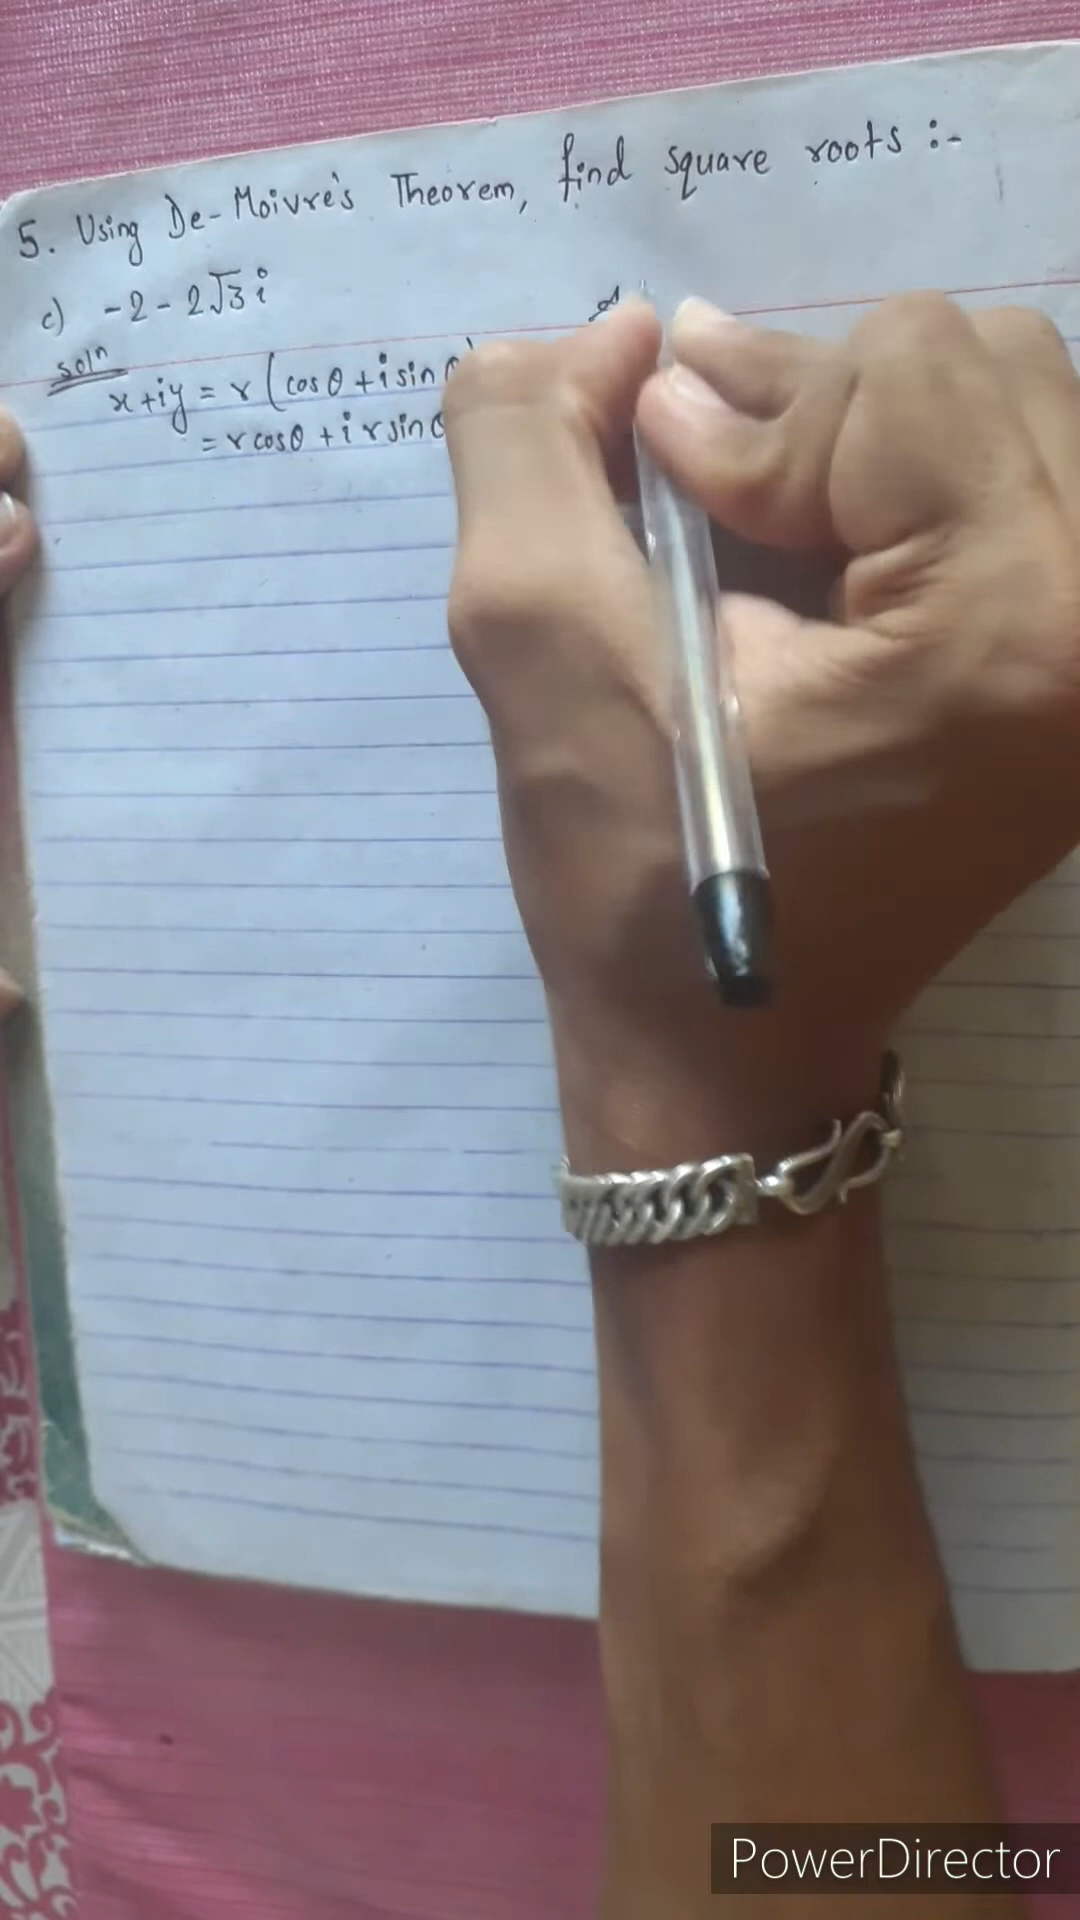 5. Using De-Moivre's Theorem, find square roots :-
c) -2 - 2√3 i
soln
x + iy = r (cos θ + i sin
= r cos θ + i r sin
PowerDirector